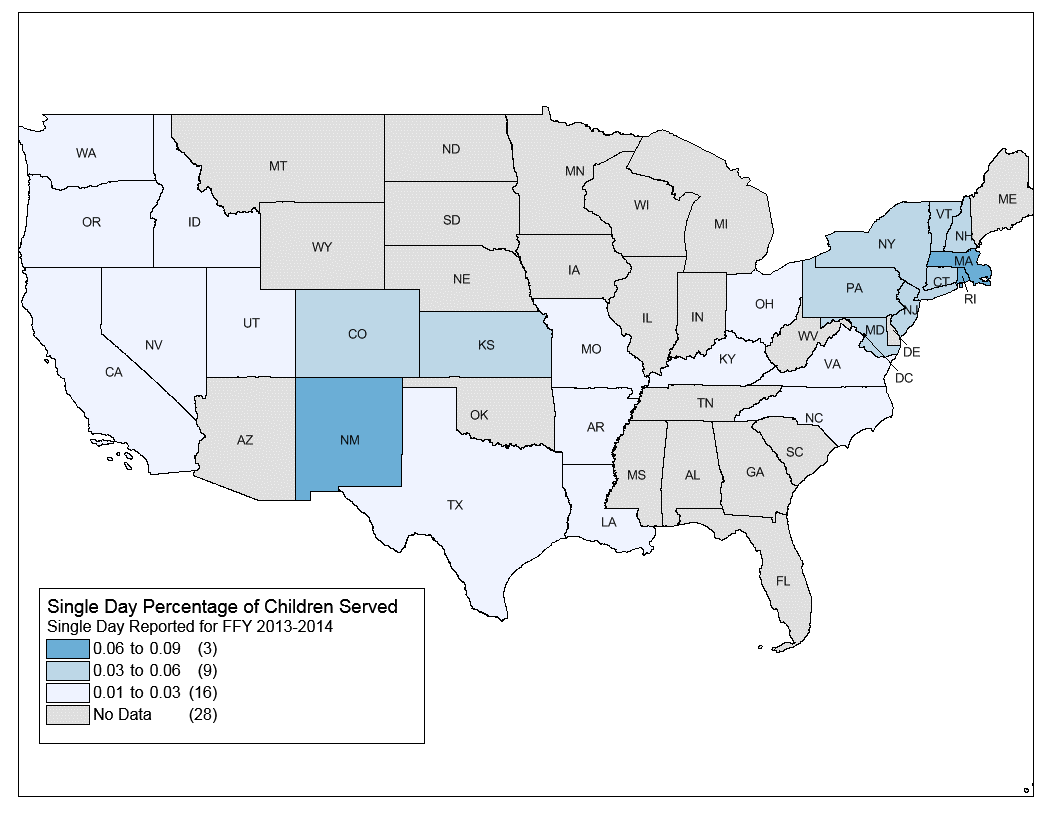 WA
MT
ND
MN
OR
ID
WY
SD
WI
MI
ME
VT
NH
NY
MA
NV
UT
CO
NE
IA
IL
IN
OH
PA
CT
RI
NJ
CA
KS
MO
KY
WV
MD
DE
DC
VA
AZ
NM
OK
AR
TN
NC
SC
TX
LA
MS
AL
GA
FL
Single Day Percentage of Children Served
Single Day Reported for FFY 2013-2014
0.06 to 0.09 (3)
0.03 to 0.06 (9)
0.01 to 0.03 (16)
No Data (28)